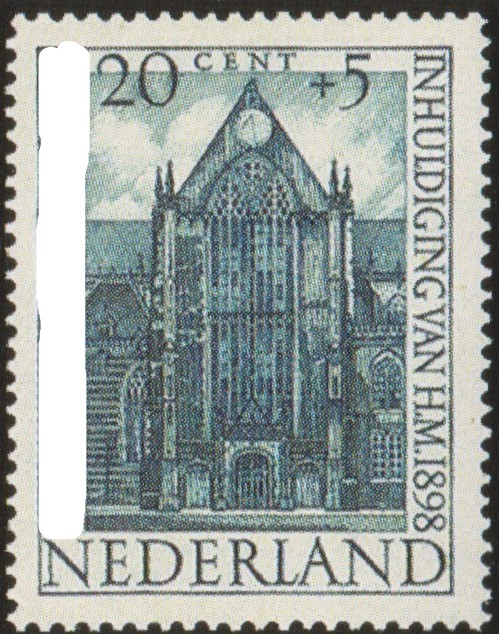 20 CENT +5
INHUIDIGING VAN H.M. 1898
NEDERLAND